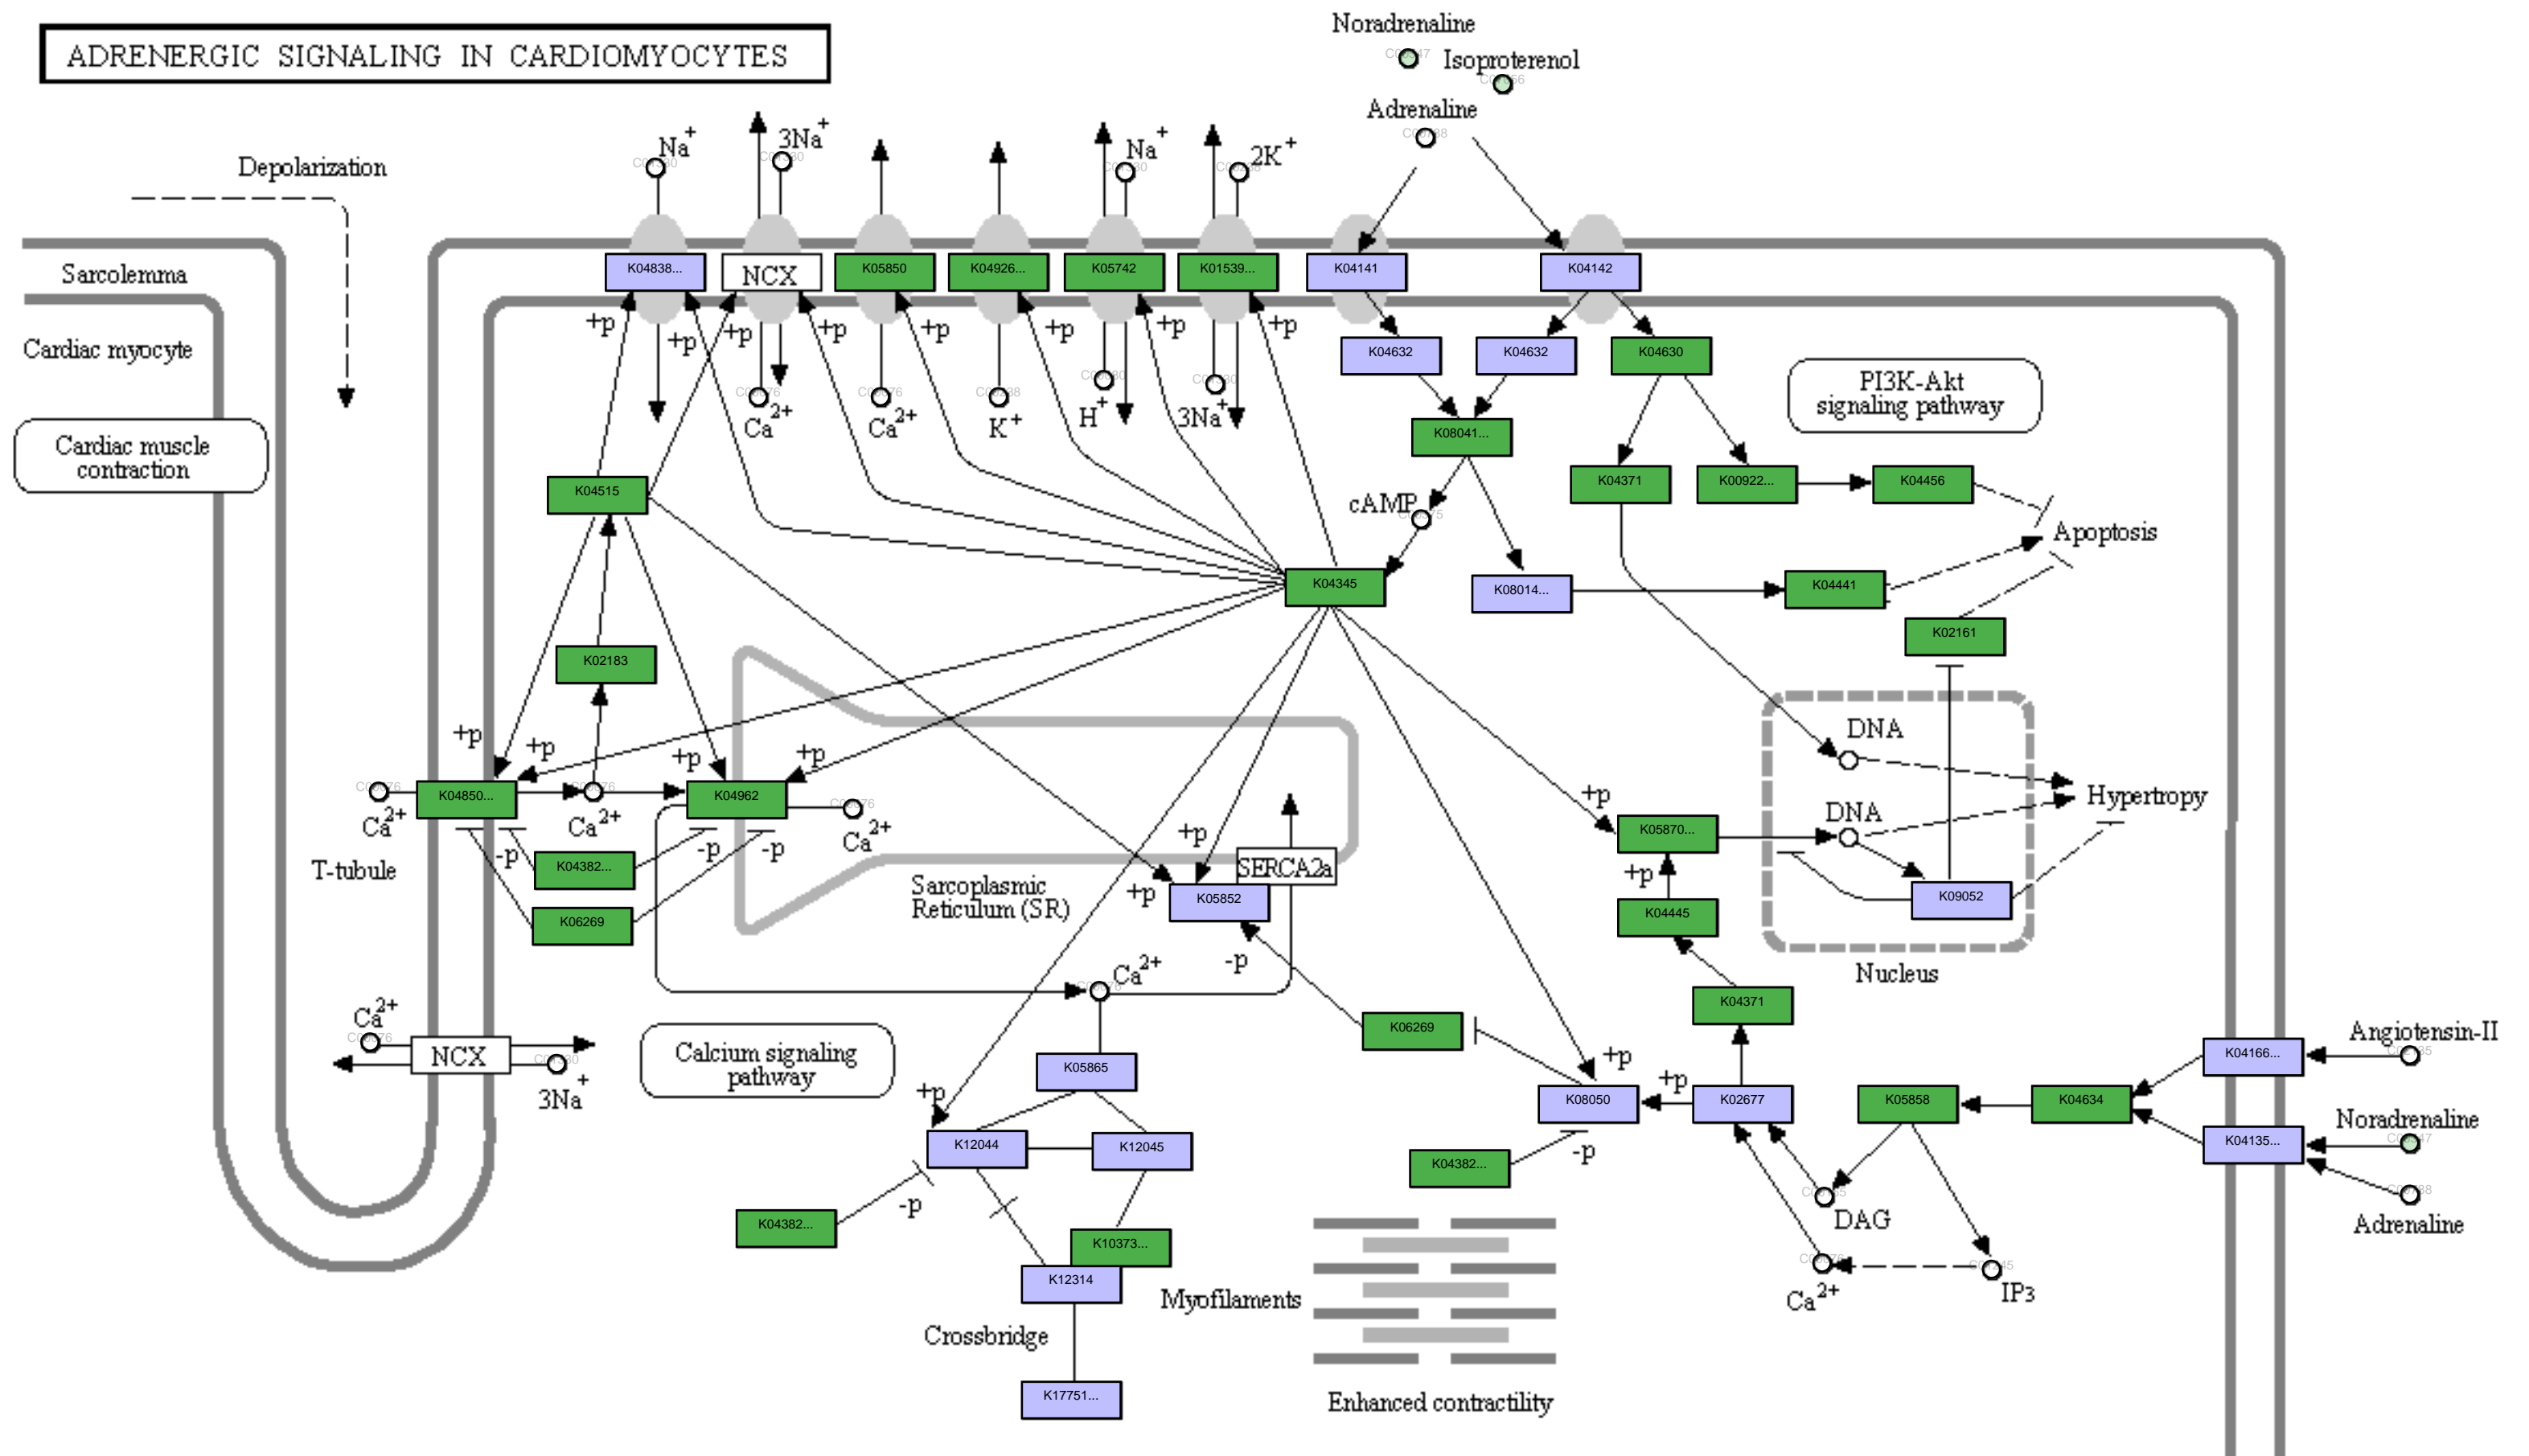 ADRENERGIC SIGNALING IN CARDIOMYOCYTES
Noradrenaline
Isoproterenol
Adrenaline
Depolarization
Na+
3Na+
Na+
2K+
Sarcolemma
K04838...
NCX
K05850
K04926...
K05742
K01539...
K04141
K04142
+p
+p
+p
+p
+p
+p
+p
+p
Cardiac myocyte
K04632
K04632
K04630
Ca2+
Ca2+
K+
H+
3Na+
PI3K-Akt
signaling pathway
Cardiac muscle
contraction
K08041...
K04515
K04371
K00922...
K04456
cAMP
Apoptosis
K04345
K08014...
K04441
K02183
K02161
+p
+p
+p
+p
DNA
Ca2+
K04850...
Ca2+
K04962
Ca2+
Hypertropy
+p
DNA
K05870...
T-tubule
-p
K04382...
-p
-p
+p
SERCA2a
Sarcoplasmic
Reticulum (SR)
+p
K05852
+p
K09052
K06269
K04445
-p
Nucleus
Ca2+
Ca2+
K04371
NCX
3Na+
Calcium signaling
pathway
K06269
Angiotensin-II
K04166...
K05865
+p
+p
+p
K08050
K02677
K05858
K04634
Noradrenaline
K04135...
K12044
K12045
K04382...
-p
DAG
Adrenaline
K04382...
-p
K10373...
K12314
Ca2+
IP3
Myofilaments
Crossbridge
K17751...
Enhanced contractility